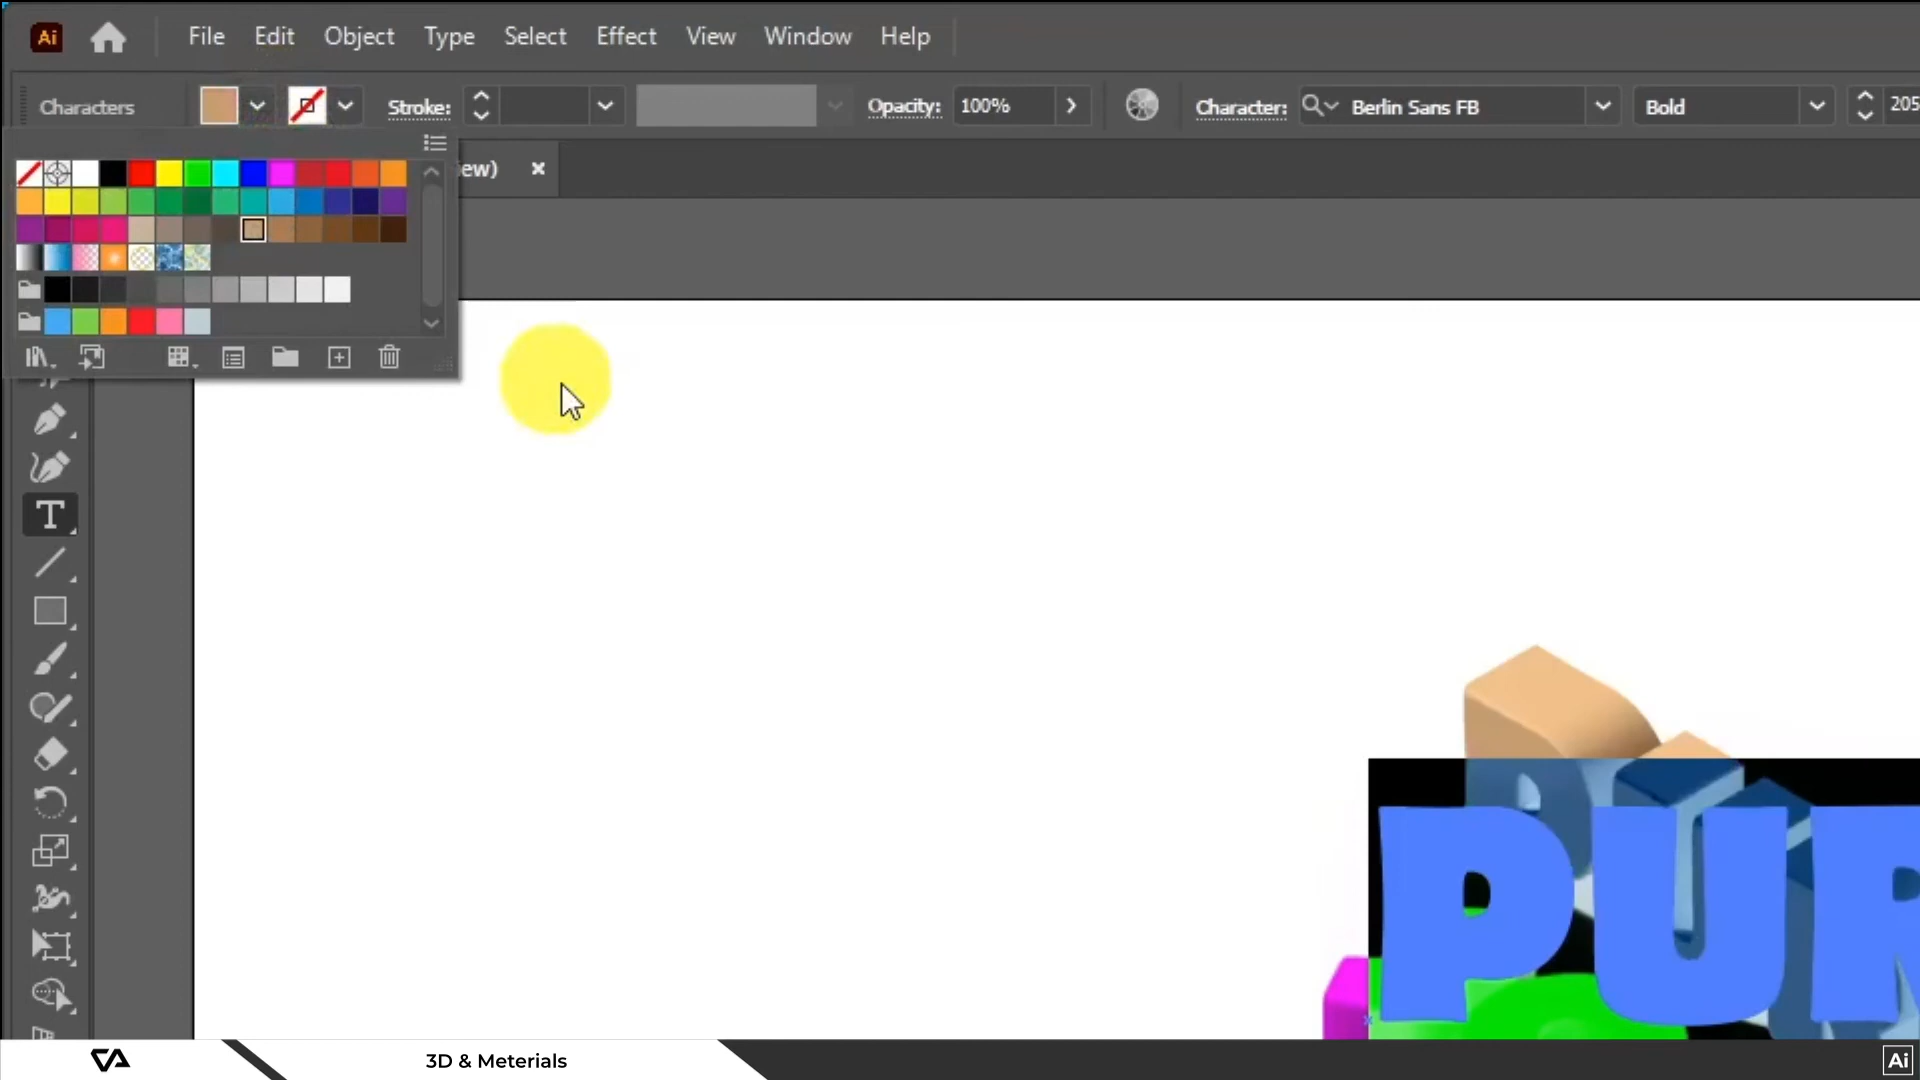 Ai File Edit Object Type Select Effect View Window Help
Characters Stroke: Opacity: 100% Character: Berlin Sans FB Bold 205
ew) ×
T
PUR
3D & Meterials Ai